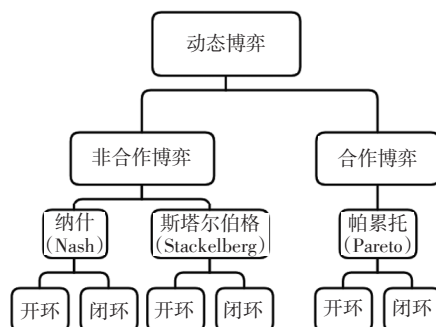 动态博弈
非合作博弈
合作博弈
纳什
(Nash)
斯塔尔伯格
(Stackelberg)
帕累托
(Pareto)
开环
闭环
开环
闭环
开环
闭环